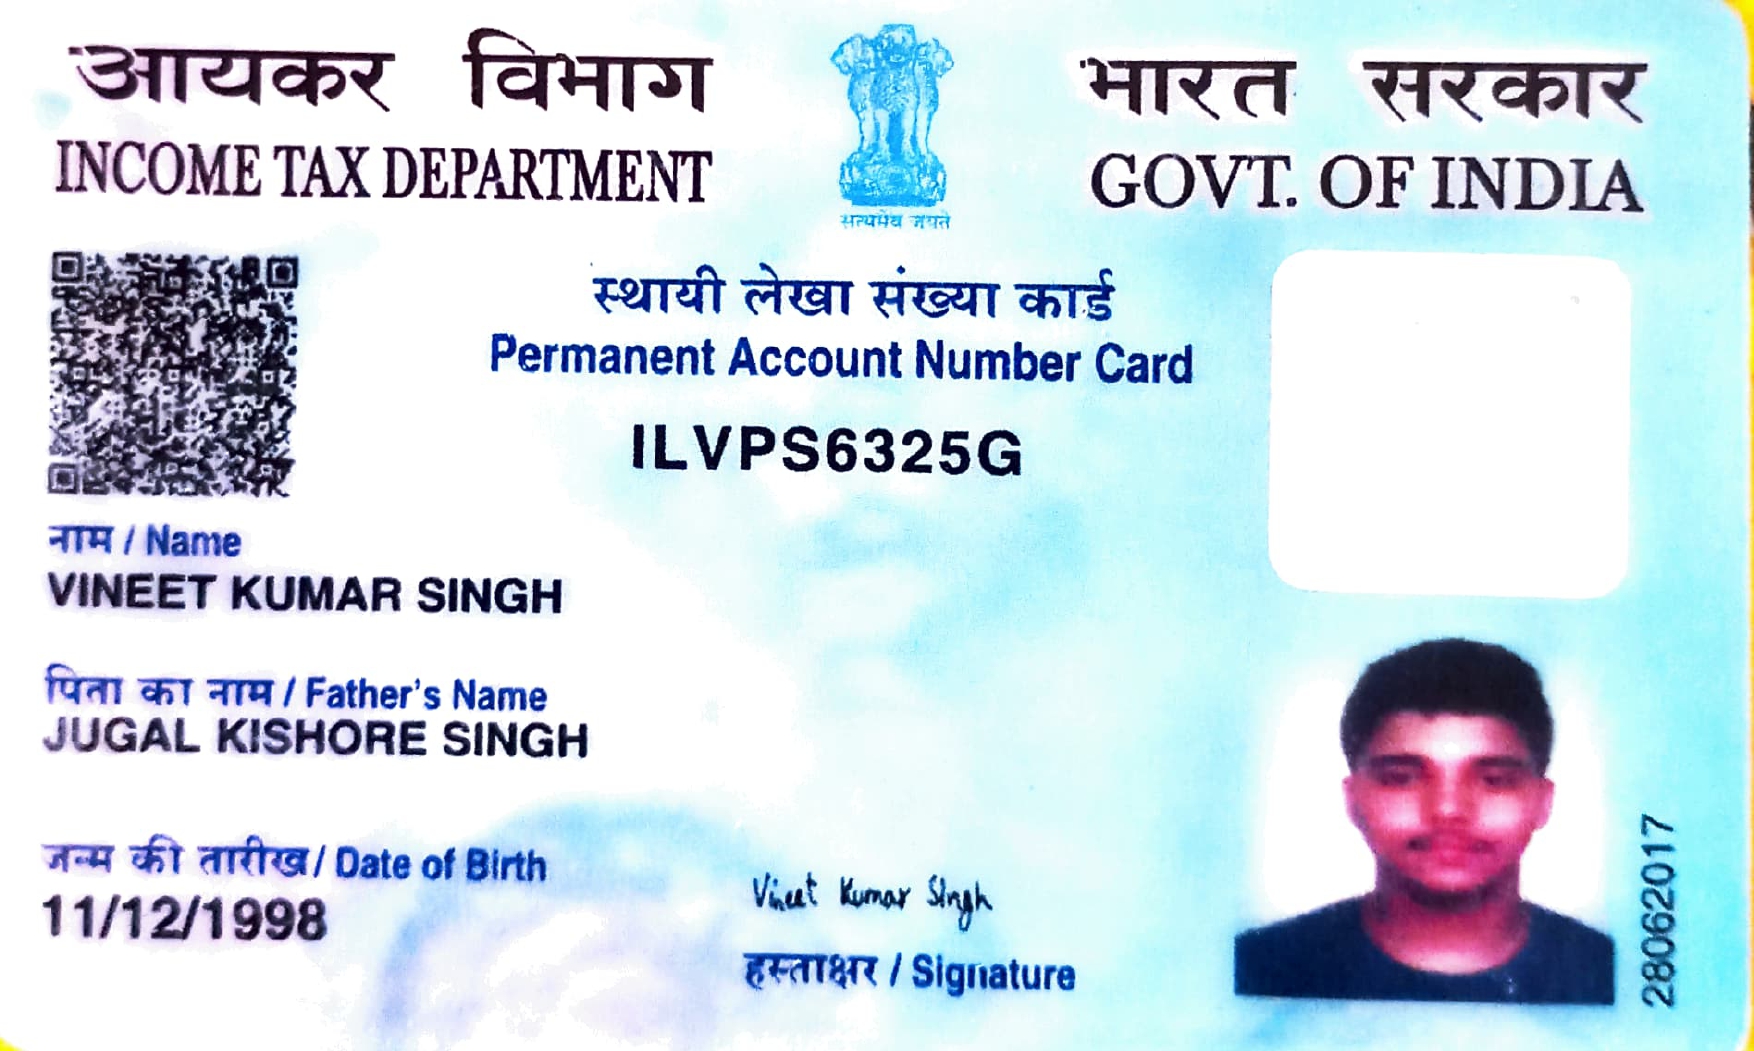 आयकर विभाग
INCOME TAX DEPARTMENT
सत्यमेव जयते
भारत सरकार
GOVT. OF INDIA
स्थायी लेखा संख्या कार्ड
Permanent Account Number Card
ILVPS6325G
नाम / Name
VINEET KUMAR SINGH
पिता का नाम / Father's Name
JUGAL KISHORE SINGH
जन्म की तारीख / Date of Birth
11/12/1998
Vineet Kumar Singh
हस्ताक्षर / Signature
28062017